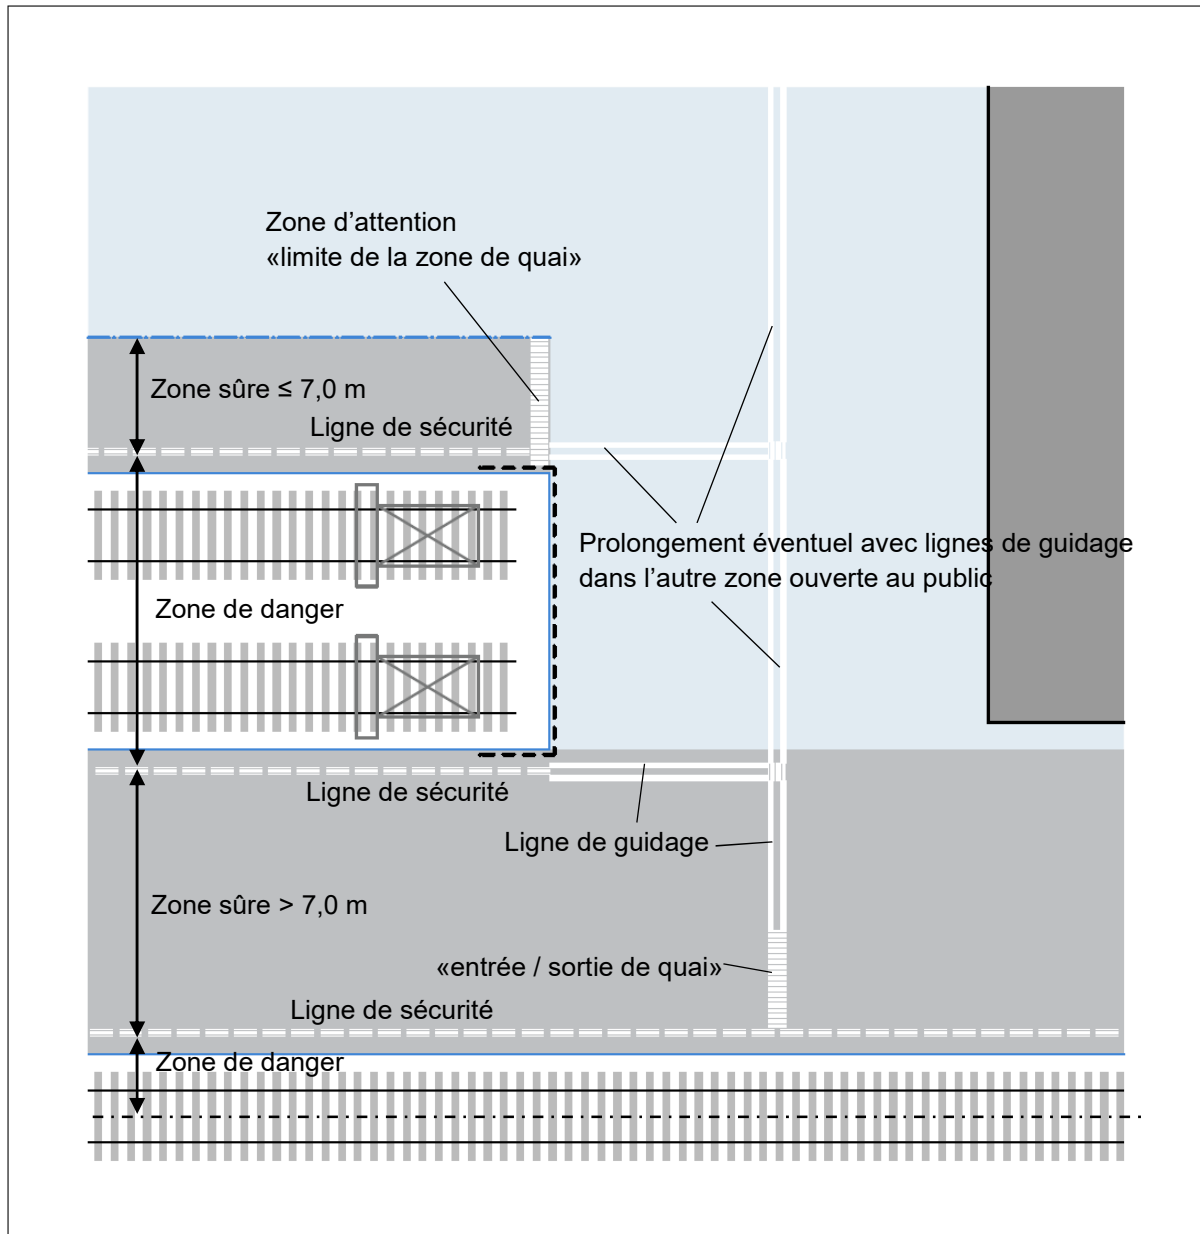 Zone d’attention
«limite de la zone de quai»
Zone sûre ≤ 7,0 m
Ligne de sécurité
Prolongement éventuel avec lignes de guidage
dans l’autre zone ouverte au public
Zone de danger
Ligne de sécurité
Ligne de guidage
Zone sûre > 7,0 m
«entrée / sortie de quai»
Ligne de sécurité
Zone de danger